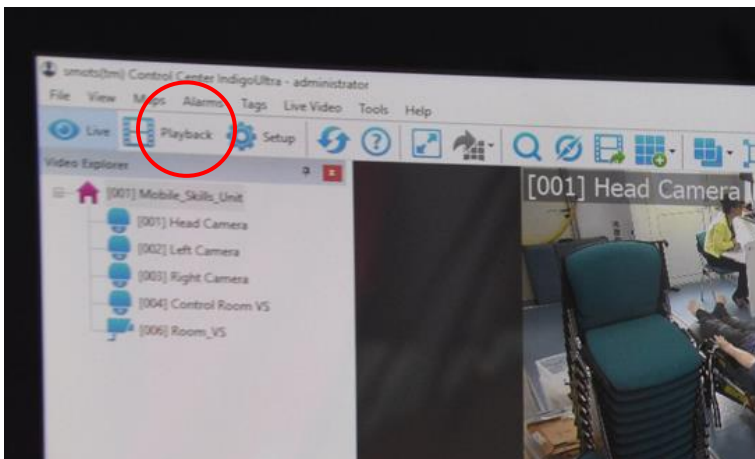 smots(tm) Control Center IndigoUltra - administrator
File View Maps Alarms Tags Live Video Tools Help
Live Playback Setup
Video Explorer
[001] Mobile_Skills_Unit
[001] Head Camera
[001] Head Camera
[002] Left Camera
[003] Right Camera
[004] Control Room VS
[006] Room_VS